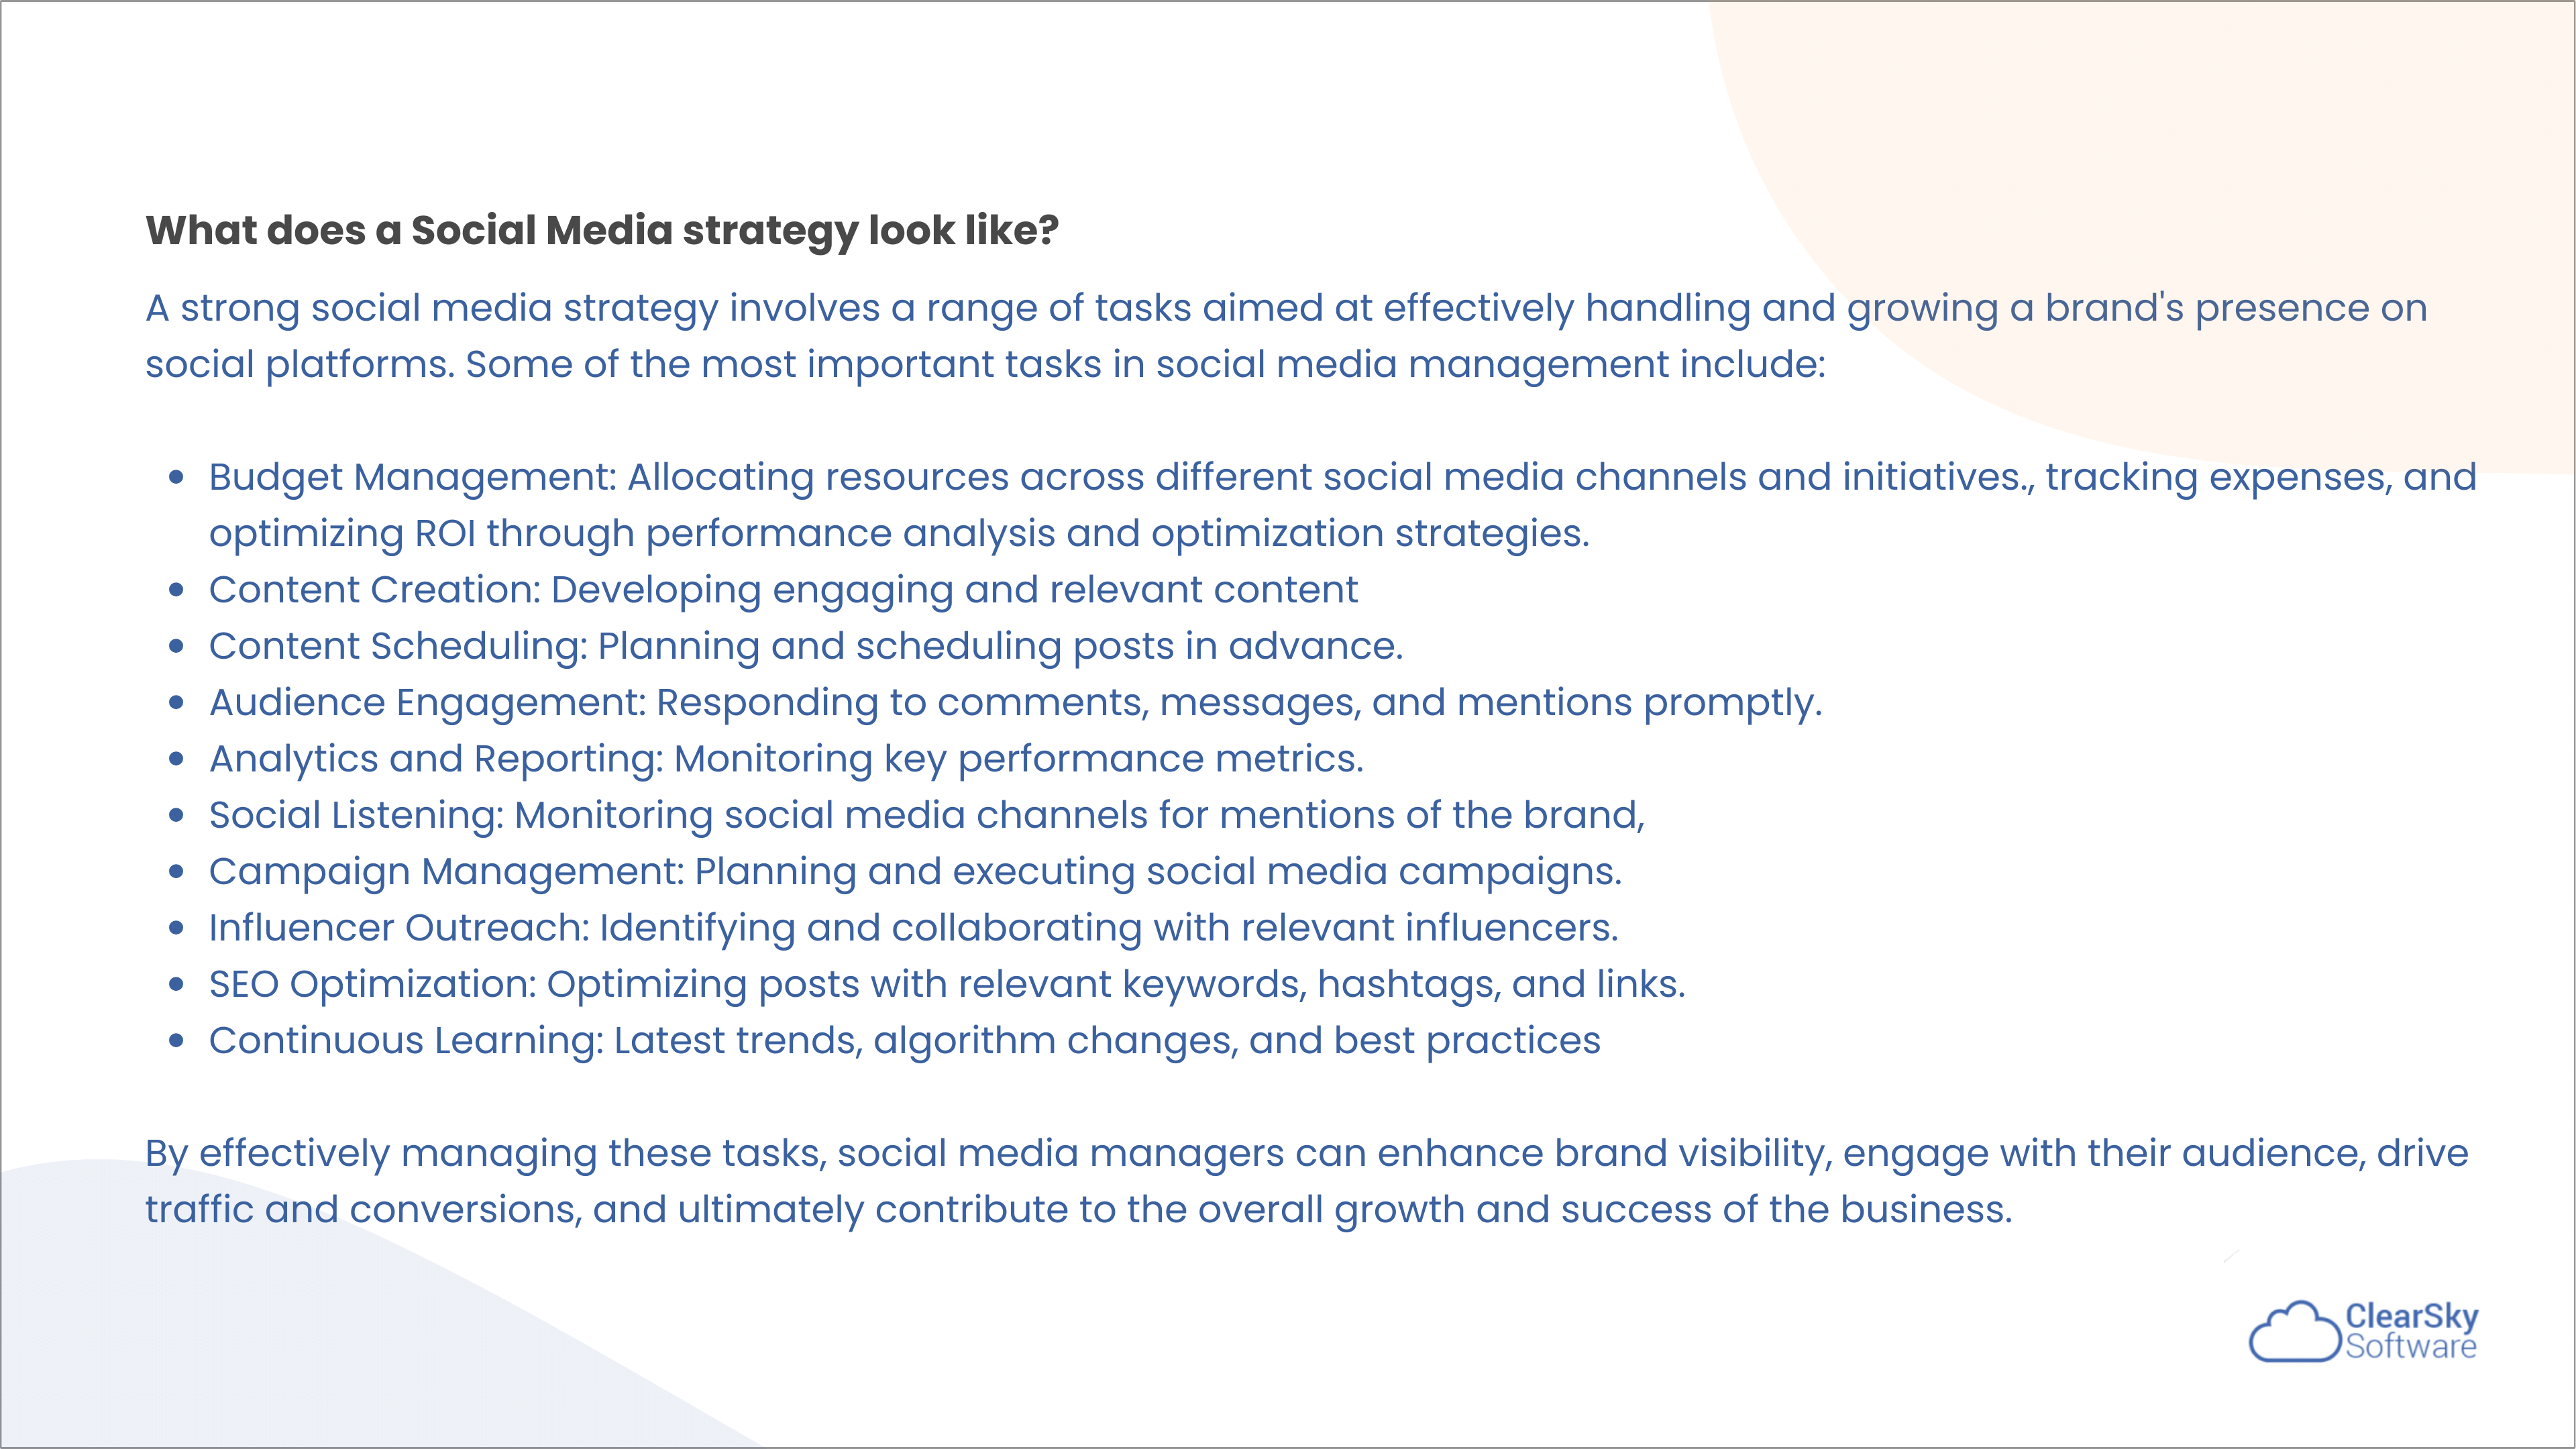 What does a Social Media strategy look like?
A strong social media strategy involves a range of tasks aimed at effectively handling and growing a brand's presence on
social platforms. Some of the most important tasks in social media management include:
• Budget Management: Allocating resources across different social media channels and initiatives., tracking expenses, and
optimizing ROI through performance analysis and optimization strategies.
• Content Creation: Developing engaging and relevant content
• Content Scheduling: Planning and scheduling posts in advance.
• Audience Engagement: Responding to comments, messages, and mentions promptly.
• Analytics and Reporting: Monitoring key performance metrics.
• Social Listening: Monitoring social media channels for mentions of the brand,
• Campaign Management: Planning and executing social media campaigns.
• Influencer Outreach: Identifying and collaborating with relevant influencers.
• SEO Optimization: Optimizing posts with relevant keywords, hashtags, and links.
• Continuous Learning: Latest trends, algorithm changes, and best practices
By effectively managing these tasks, social media managers can enhance brand visibility, engage with their audience, drive
traffic and conversions, and ultimately contribute to the overall growth and success of the business.
ClearSky
Software